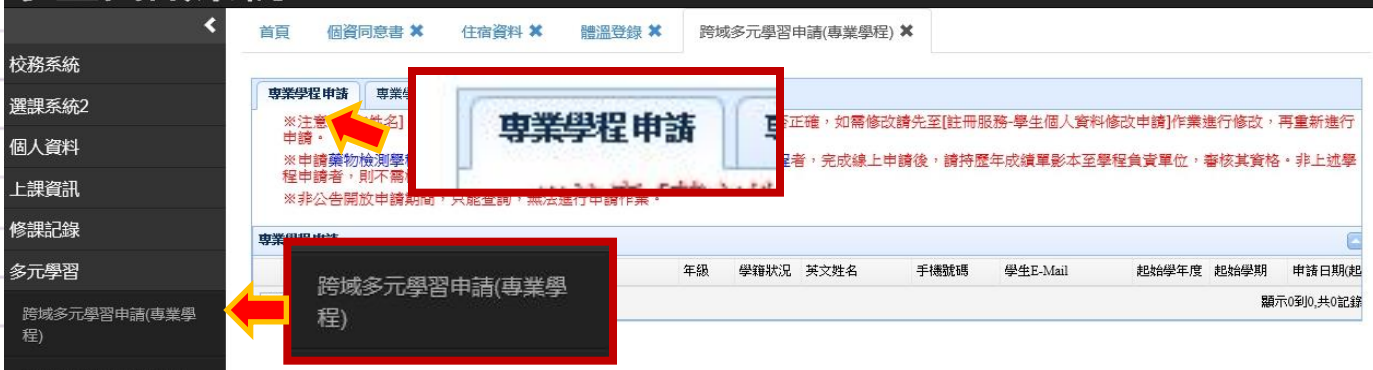 首頁 個資同意書 ✖ 住宿資料 ✖ 體溫登錄 ✖ 跨域多元學習申請(專業學程) ✖
校務系統
選課系統2
個人資料
上課資訊
修課記錄
多元學習
跨域多元學習申請(專業學
程)
專業學程申請 專業
※注意 姓名] 正確，如需修改請先至[註冊服務-學生個人資料修改申請]作業進行修改，再重新進行
申請。
※申請藥物檢測學 者，完成線上申請後，請持歷年成績單影本至學程負責單位，審核其資格。非上述學
程申請者，則不需
※非公告開放申請期間，只能查詢，無法進行申請作業。
專業學程申請
專業學程申請
年級 學籍狀況 英文姓名 手機號碼 學生E-Mail 起始學年度 起始學期 申請日期(起
顯示0到0,共0記錄
跨域多元學習申請(專業學
程)